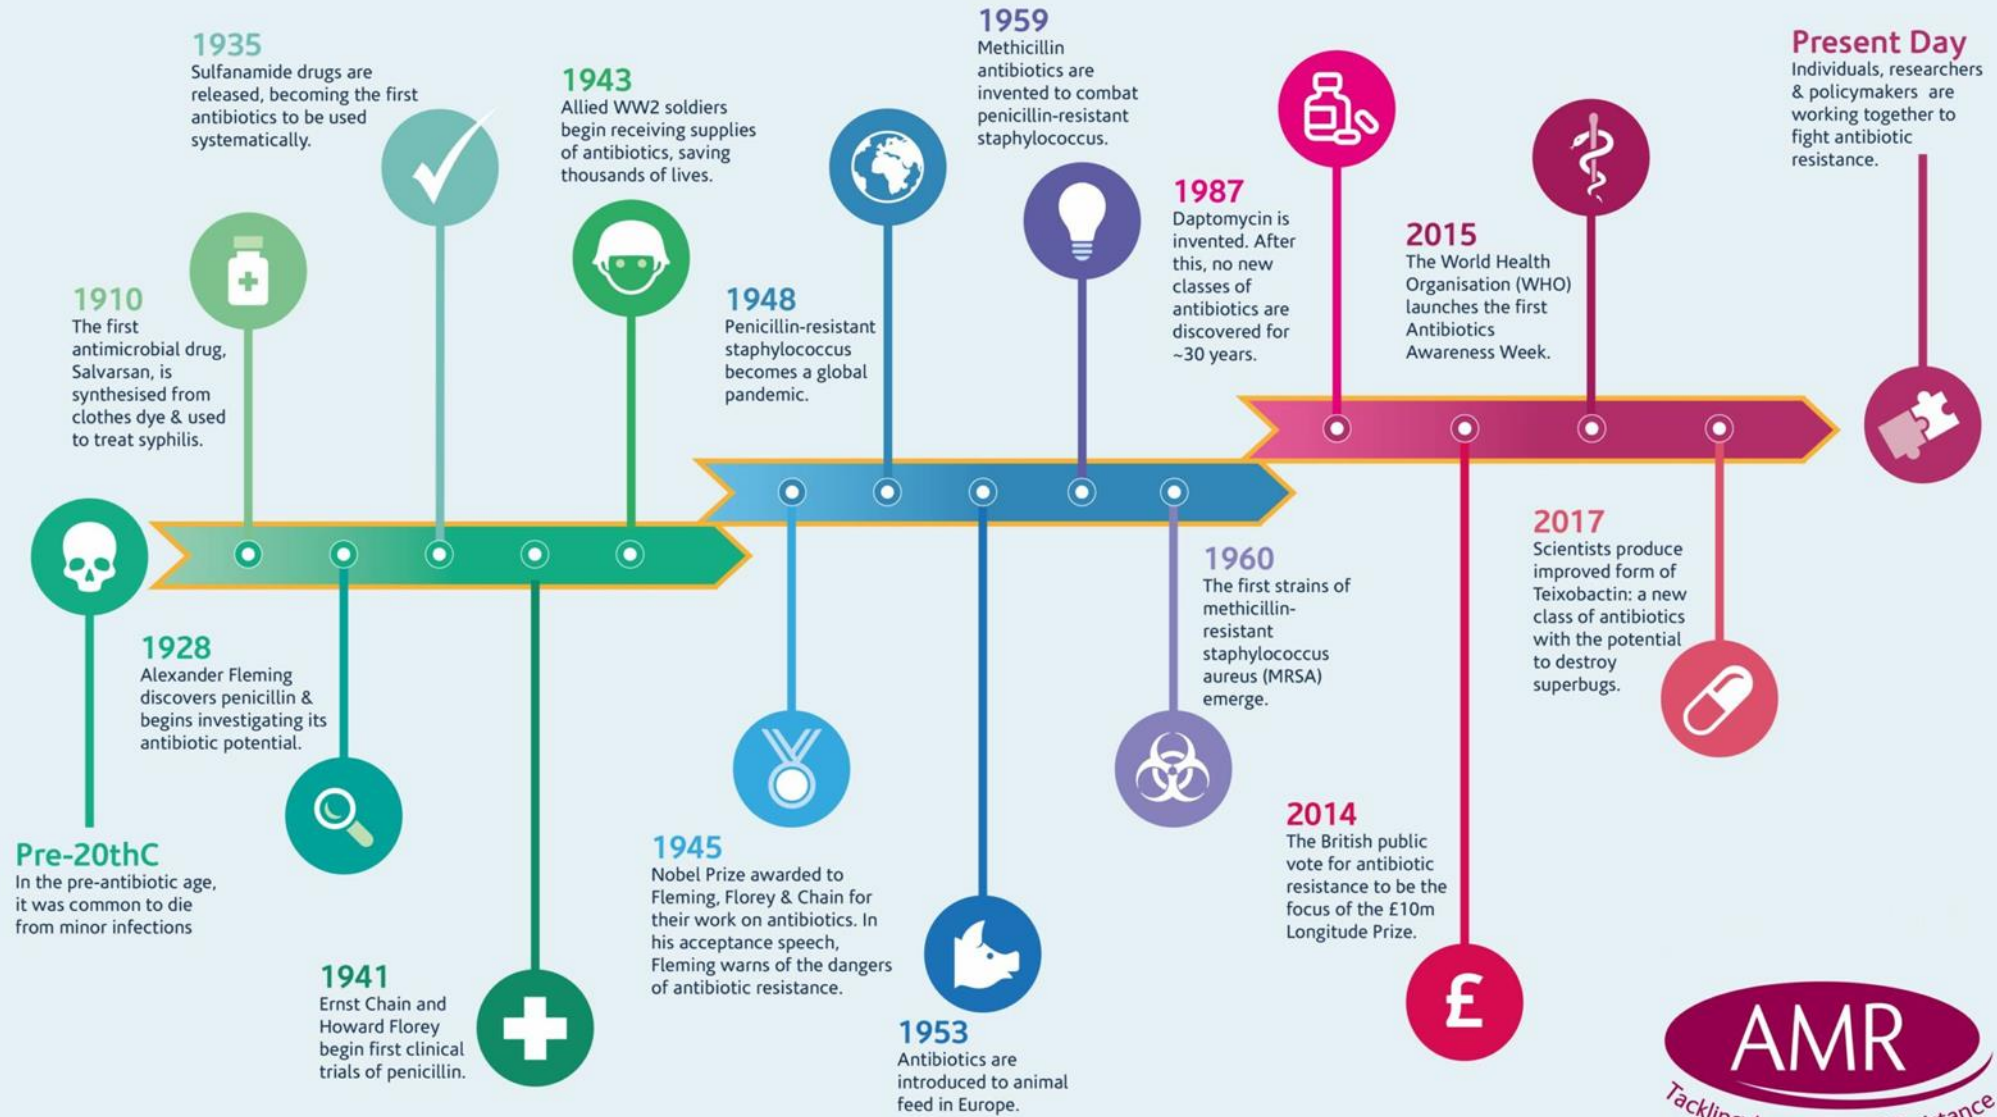 Pre-20thC
In the pre-antibiotic age,
it was common to die
from minor infections
1910
The first
antimicrobial drug,
Salvarsan, is
synthesised from
clothes dye & used
to treat syphilis.
1928
Alexander Fleming
discovers penicillin &
begins investigating its
antibiotic potential.
1935
Sulfanamide drugs are
released, becoming the first
antibiotics to be used
systematically.
1941
Ernst Chain and
Howard Florey
begin first clinical
trials of penicillin.
1943
Allied WW2 soldiers
begin receiving supplies
of antibiotics, saving
thousands of lives.
1945
Nobel Prize awarded to
Fleming, Florey & Chain for
their work on antibiotics. In
his acceptance speech,
Fleming warns of the dangers
of antibiotic resistance.
1948
Penicillin-resistant
staphylococcus
becomes a global
pandemic.
1953
Antibiotics are
introduced to animal
feed in Europe.
1959
Methicillin
antibiotics are
invented to combat
penicillin-resistant
staphylococcus.
1960
The first strains of
methicillin-
resistant
staphylococcus
aureus (MRSA)
emerge.
1987
Daptomycin is
invented. After
this, no new
classes of
antibiotics are
discovered for
~30 years.
2014
The British public
vote for antibiotic
resistance to be the
focus of the £10m
Longitude Prize.
£
2015
The World Health
Organisation (WHO)
launches the first
Antibiotics
Awareness Week.
2017
Scientists produce
improved form of
Teixobactin: a new
class of antibiotics
with the potential
to destroy
superbugs.
Present Day
Individuals, researchers
& policymakers are
working together to
fight antibiotic
resistance.
AMR